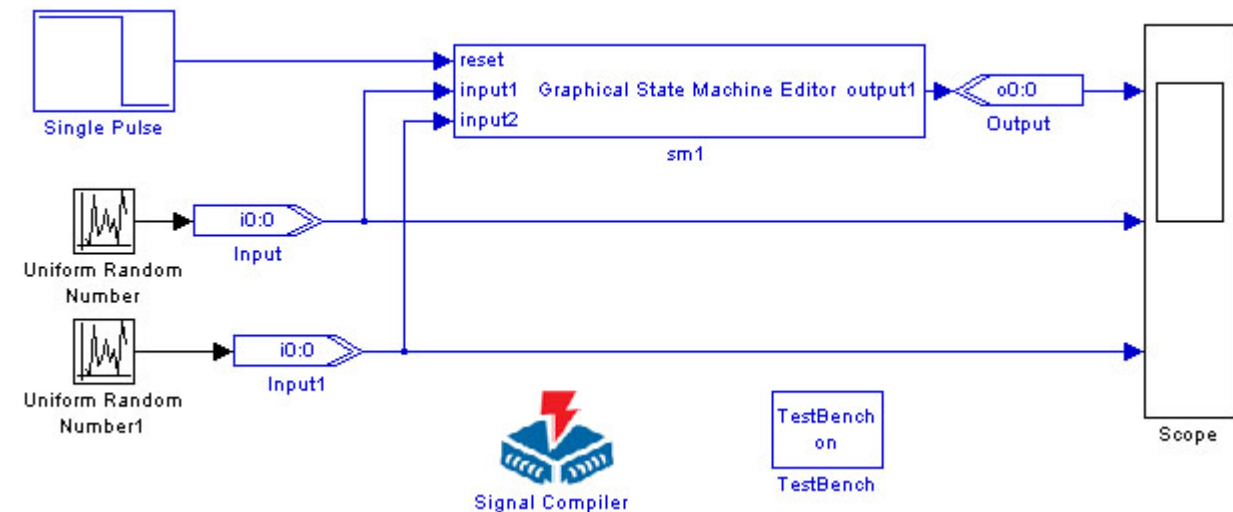 Single Pulse
reset
input1 Graphical State Machine Editor output1
input2
sm1
o0:0
Output
i0:0
Input
Uniform Random
Number
i0:0
Input1
Uniform Random
Number1
Signal Compiler
TestBench
on
TestBench
Scope